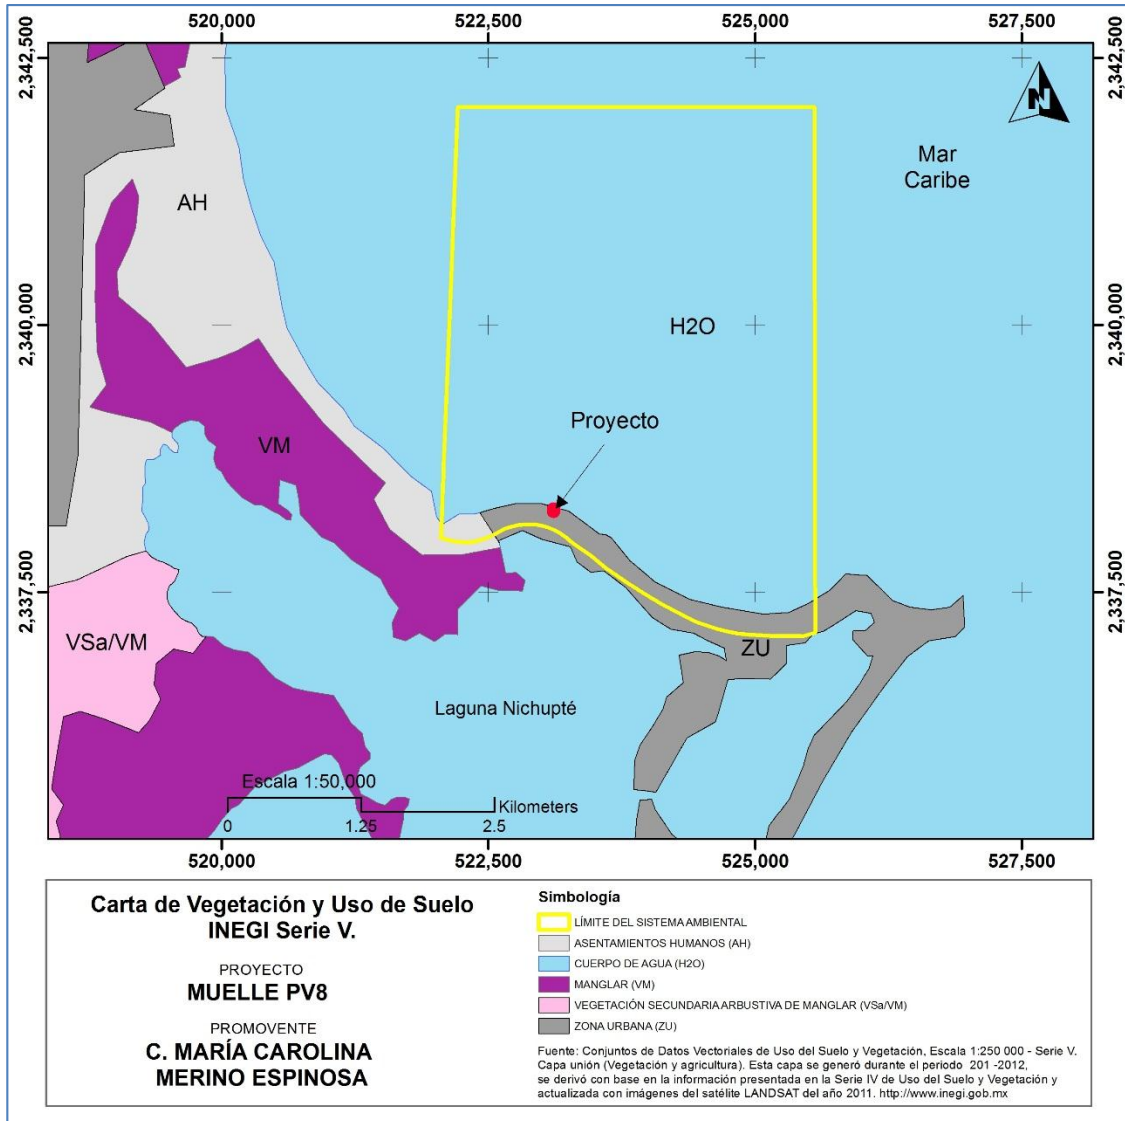 520,000
522,500
525,000
527,500
2,342,500
2,342,500
N
Mar
Caribe
AH
2,340,000
H2O
2,340,000
Proyecto
VM
2,337,500
2,337,500
VSa/VM
ZU
Laguna Nichupté
Escala 1:50,000
Kilometers
0
1.25
2.5
520,000
522,500
525,000
527,500
Carta de Vegetación y Uso de Suelo
INEGI Serie V.
PROYECTO
MUELLE PV8
PROMOVENTE
C. MARÍA CAROLINA
MERINO ESPINOSA
Simbología
LÍMITE DEL SISTEMA AMBIENTAL
ASENTAMIENTOS HUMANOS (AH)
CUERPO DE AGUA (H2O)
MANGLAR (VM)
VEGETACIÓN SECUNDARIA ARBUSTIVA DE MANGLAR (VSa/VM)
ZONA URBANA (ZU)
Fuente: Conjuntos de Datos Vectoriales de Uso del Suelo y Vegetación, Escala 1:250 000 - Serie V.
Capa unión (Vegetación y agricultura). Esta capa se generó durante el periodo 201 -2012,
se derivó con base en la información presentada en la Serie IV de Uso del Suelo y Vegetación y
actualizada con imágenes del satélite LANDSAT del año 2011. http://www.inegi.gob.mx